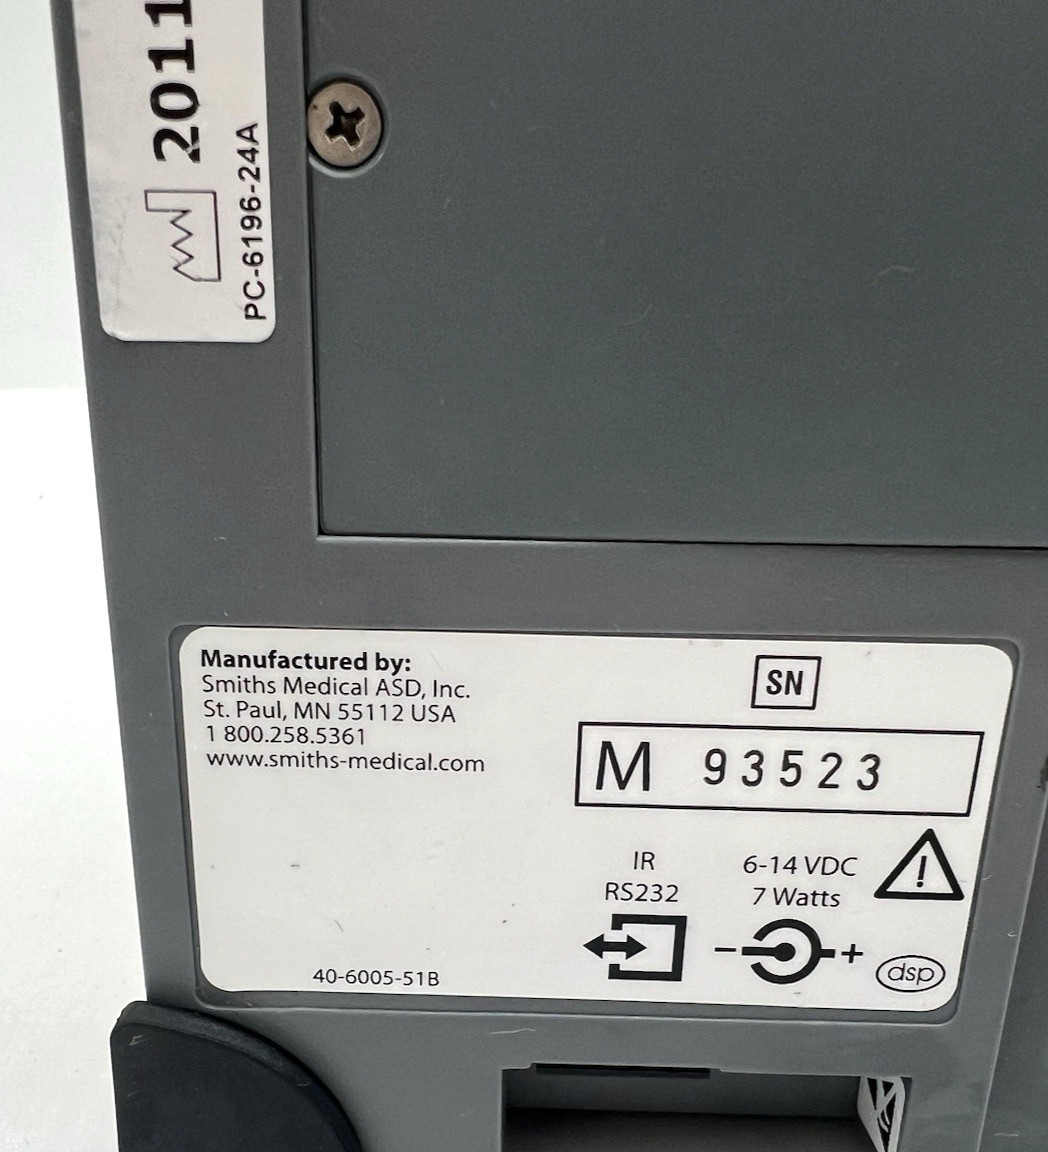 2011
PC-6196-24A
Manufactured by:
Smiths Medical ASD, Inc.
St. Paul, MN 55112 USA
1 800.258.5361
www.smiths-medical.com
SN
M 93523
IR
RS232
6-14 VDC
7 Watts
- +
dsp
40-6005-51B